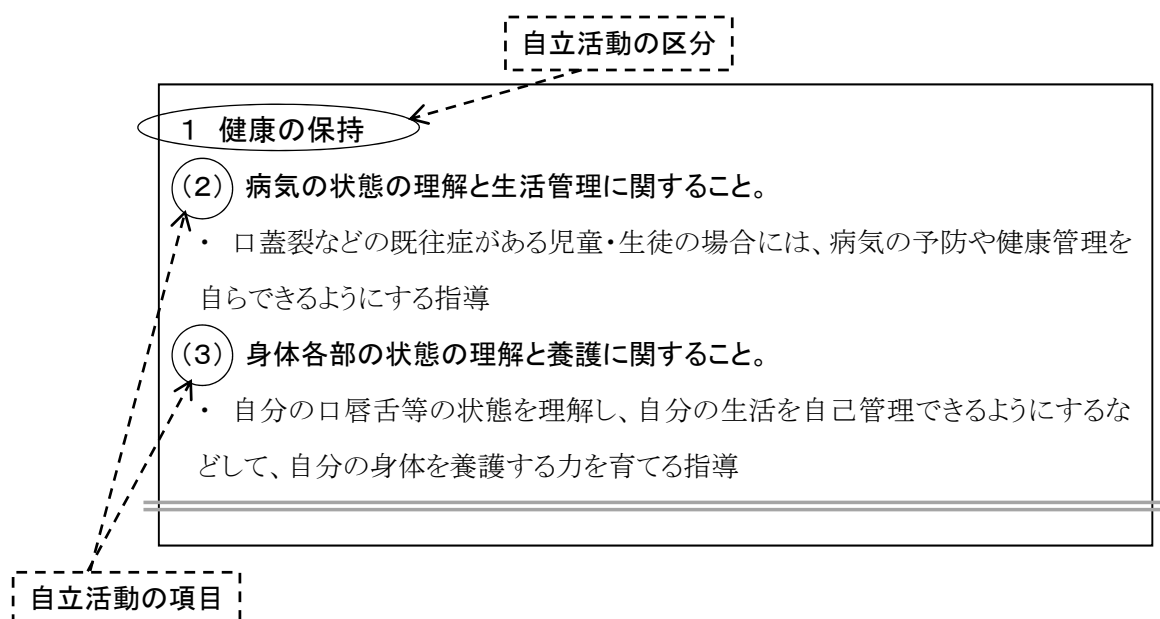 自立活動の区分
1 健康の保持
(2) 病気の状態の理解と生活管理に関すること。
・ 口蓋裂などの既往症がある児童・生徒の場合には、病気の予防や健康管理を
自らできるようにする指導
(3) 身体各部の状態の理解と養護に関すること。
・ 自分の口唇舌等の状態を理解し、自分の生活を自己管理できるようにするな
どして、自分の身体を養護する力を育てる指導
自立活動の項目